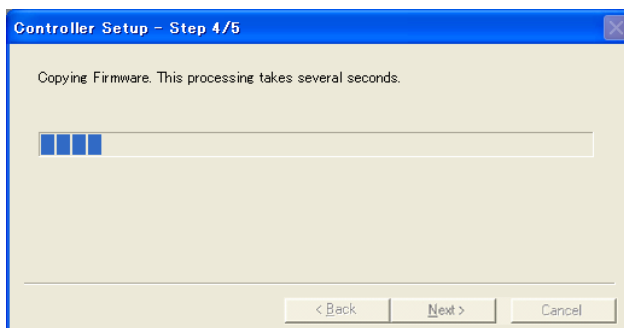 Controller Setup - Step 4/5
Copying Firmware. This processing takes several seconds.
< Back
Next >
Cancel